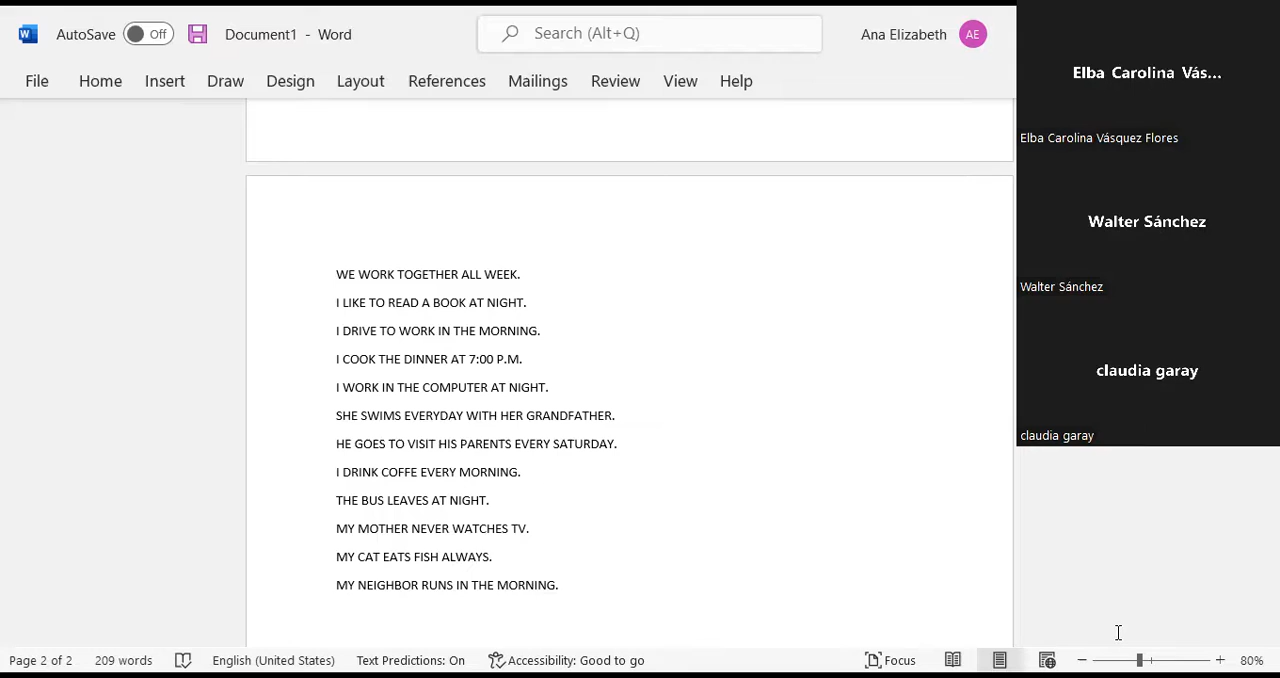 W
AutoSave Off Document1 - Word
Search (Alt+Q)
Ana Elizabeth AE
File Home Insert Draw Design Layout References Mailings Review View Help
WE WORK TOGETHER ALL WEEK.
I LIKE TO READ A BOOK AT NIGHT.
I DRIVE TO WORK IN THE MORNING.
I COOK THE DINNER AT 7:00 P.M.
I WORK IN THE COMPUTER AT NIGHT.
SHE SWIMS EVERYDAY WITH HER GRANDFATHER.
HE GOES TO VISIT HIS PARENTS EVERY SATURDAY.
I DRINK COFFE EVERY MORNING.
THE BUS LEAVES AT NIGHT.
MY MOTHER NEVER WATCHES TV.
MY CAT EATS FISH ALWAYS.
MY NEIGHBOR RUNS IN THE MORNING.
Elba Carolina Vás...
Elba Carolina Vásquez Flores
Walter Sánchez
Walter Sánchez
claudia garay
claudia garay
Page 2 of 2 209 words English (United States) Text Predictions: On Accessibility: Good to go Focus 80%